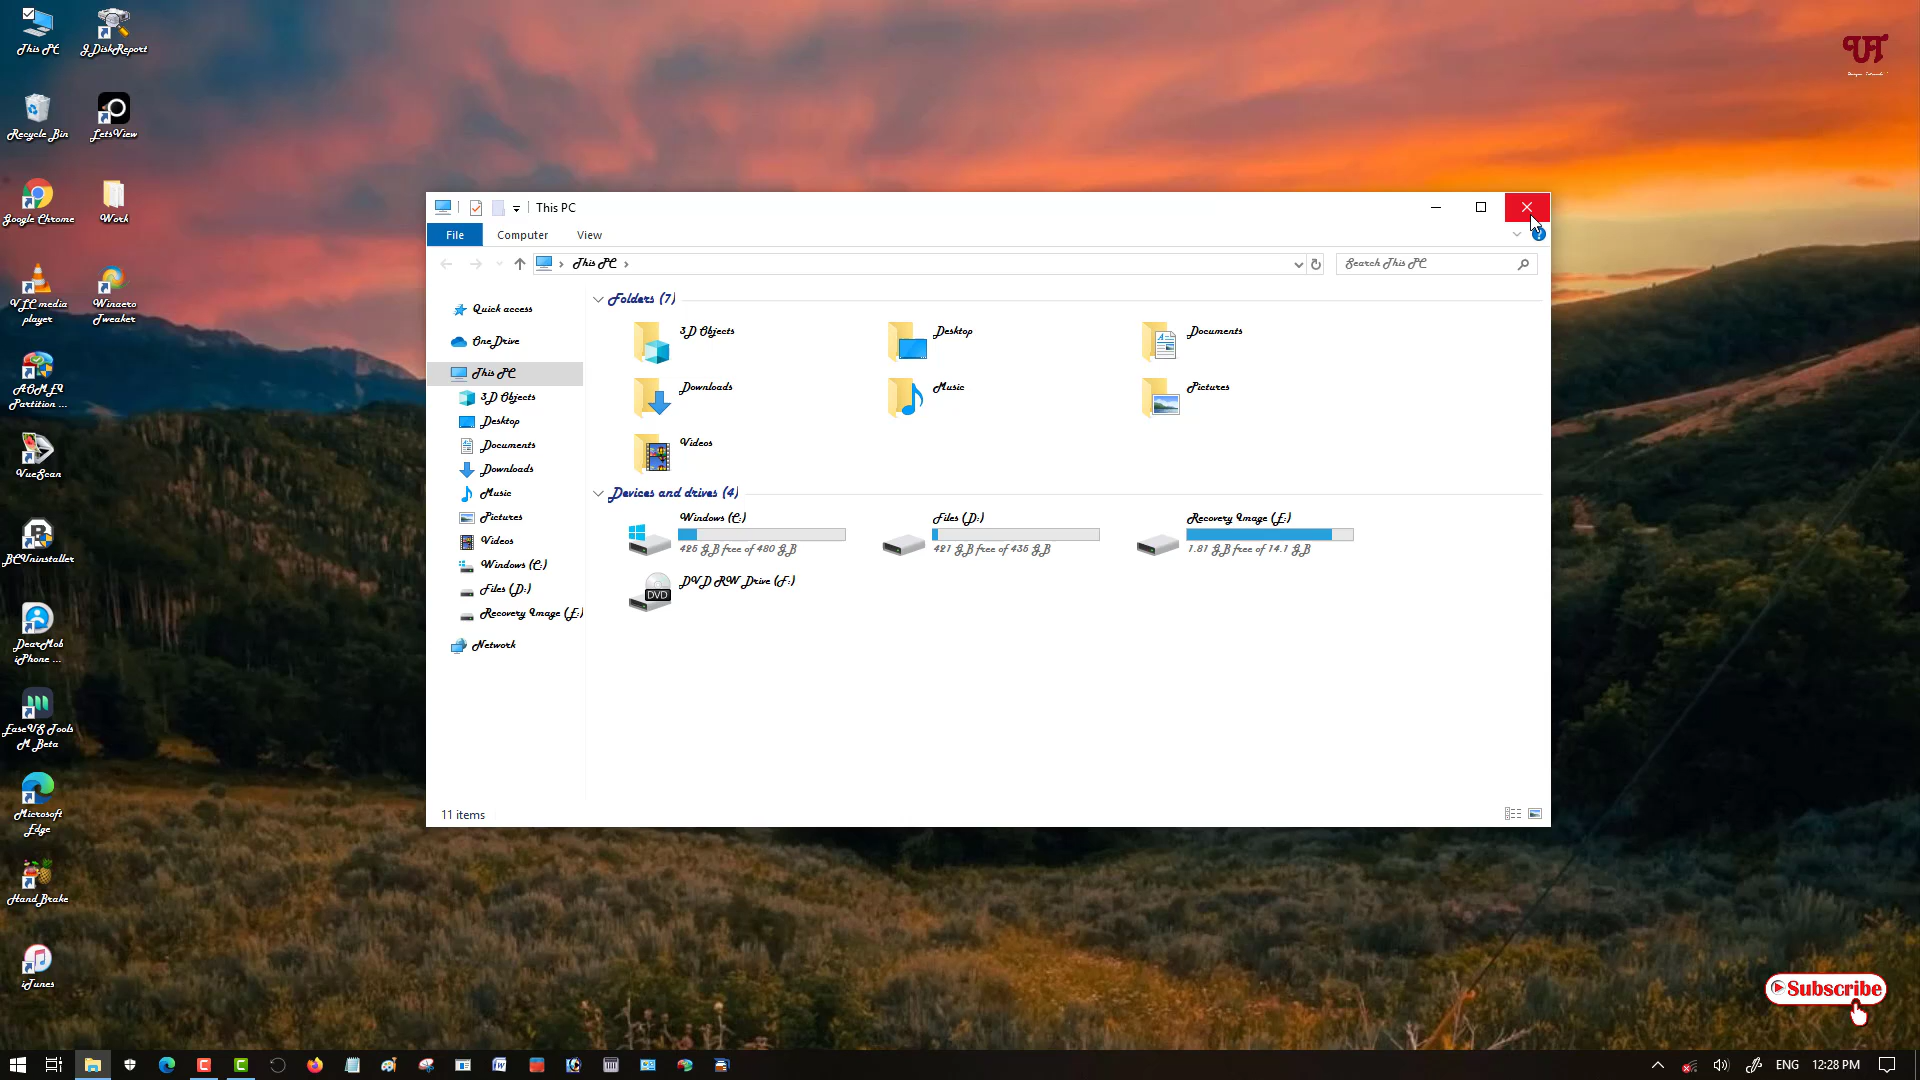 This PC
JDiskReport
Recycle Bin
LetsView
Google Chrome
Work
VLC media player
Winaero Tweaker
AOMEI Partition ...
VueScan
BCUninstaller
DearMob iPhone ...
EaseUS Tools M Beta
Microsoft Edge
HandBrake
iTunes
UT
This PC
File
Computer
View
This PC
Search This PC
Quick access
OneDrive
This PC
3D Objects
Desktop
Documents
Downloads
Music
Pictures
Videos
Windows (C:)
Files (D:)
Recovery Image (E:)
Network
Folders (7)
3D Objects
Desktop
Documents
Downloads
Music
Pictures
Videos
Devices and drives (4)
Windows (C:)
425 GB free of 480 GB
Files (D:)
421 GB free of 435 GB
Recovery Image (E:)
1.81 GB free of 14.1 GB
DVD
DVD RW Drive (F:)
11 items
Subscribe
ENG
12:28 PM